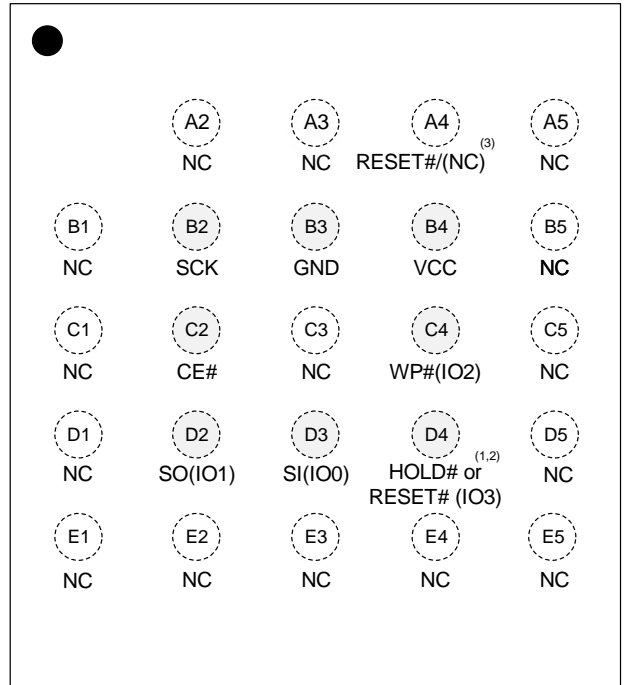 A2 A3 A4 A5
NC NC RESET#/(NC)(3) NC
B1 B2 B3 B4 B5
NC SCK GND VCC NC
C1 C2 C3 C4 C5
NC CE# NC WP#(IO2) NC
D1 D2 D3 D4 D5
NC SO(IO1) SI(IO0) HOLD# or(1,2) NC
RESET# (IO3)
E1 E2 E3 E4 E5
NC NC NC NC NC